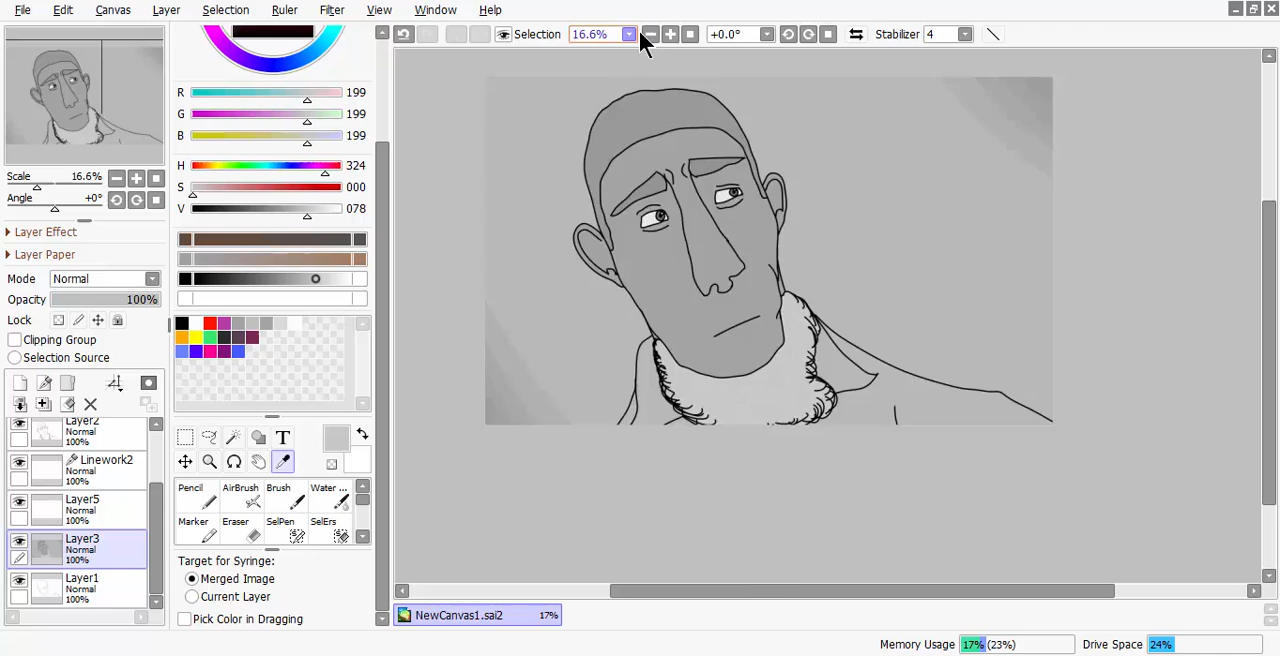 File Edit Canvas Layer Selection Ruler Filter View Window Help
Selection 16.6% +0.0° Stabilizer 4
Scale 16.6%
Angle +0°
Layer Effect
Layer Paper
Mode Normal
Opacity 100%
Lock
Clipping Group
Selection Source
Layer2
Normal
100%
Linework2
Normal
100%
Layer5
Normal
100%
Layer3
Normal
100%
Layer1
Normal
100%
R 199
G 199
B 199
H 324
S 000
V 078
T
Pencil AirBrush Brush Water ...
Marker Eraser SelPen SelErs
Target for Syringe:
Merged Image
Current Layer
Pick Color in Dragging
NewCanvas1.sai2 17%
Memory Usage 17% (23%) Drive Space 24%